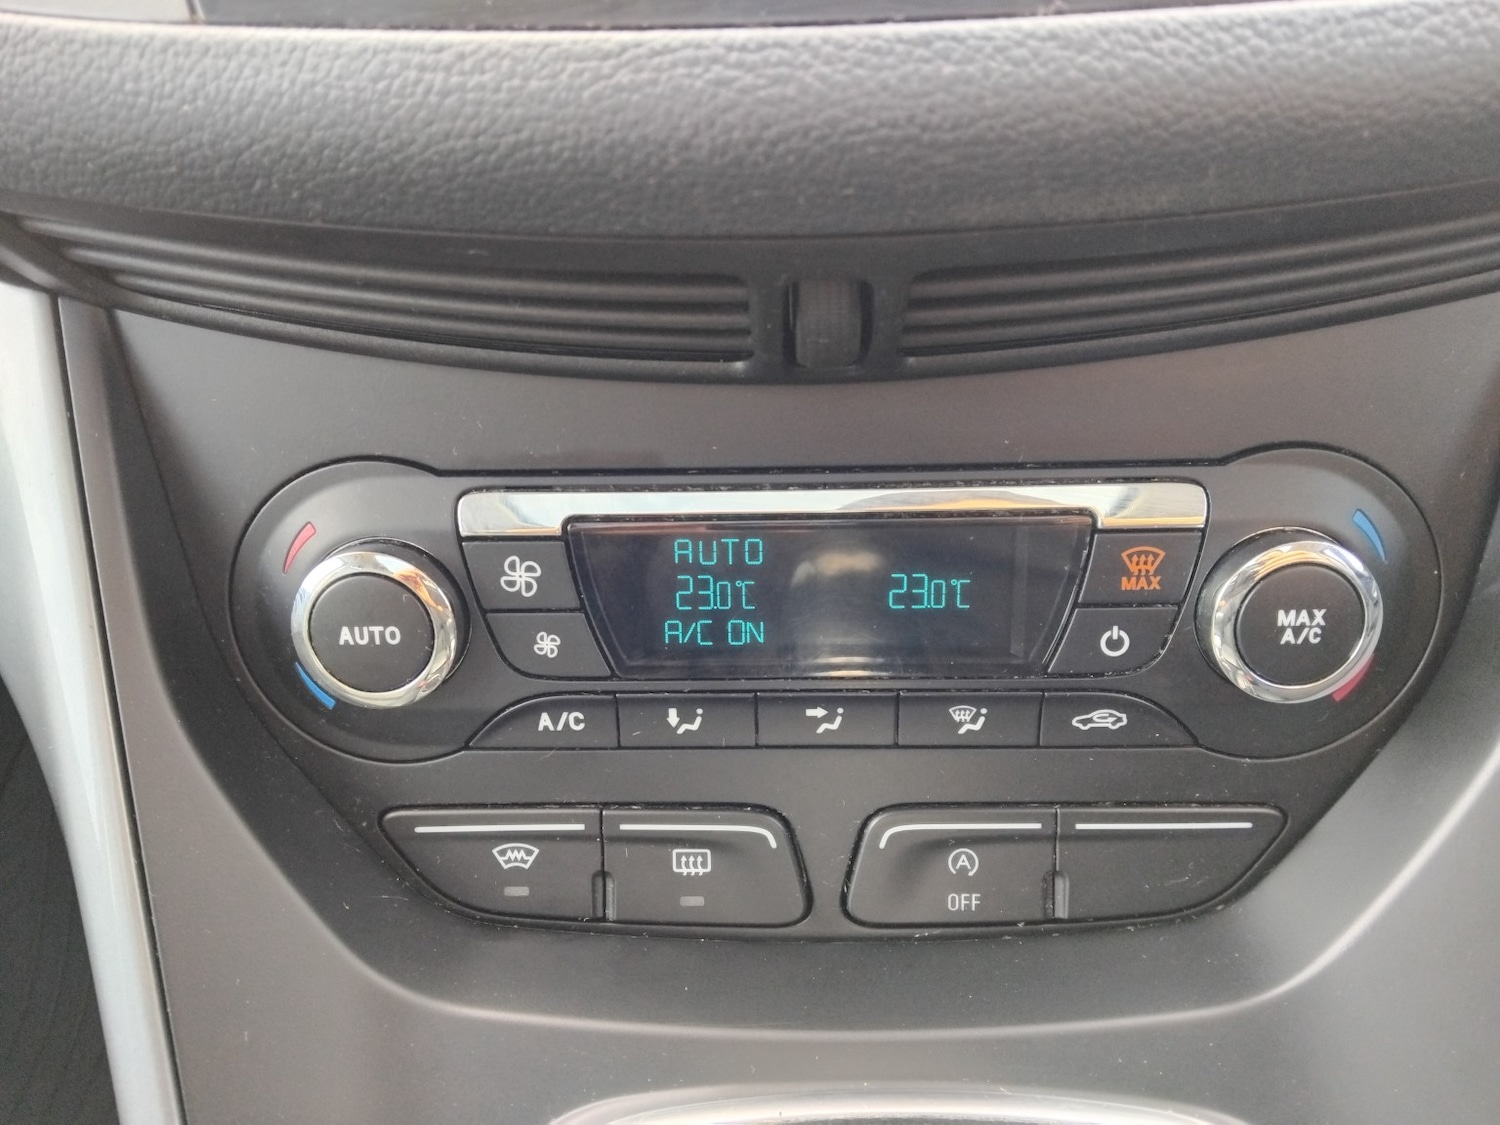 AUTO
23.0°C 23.0°C
A/C ON
MAX
AUTO
MAX
A/C
A/C
A
OFF